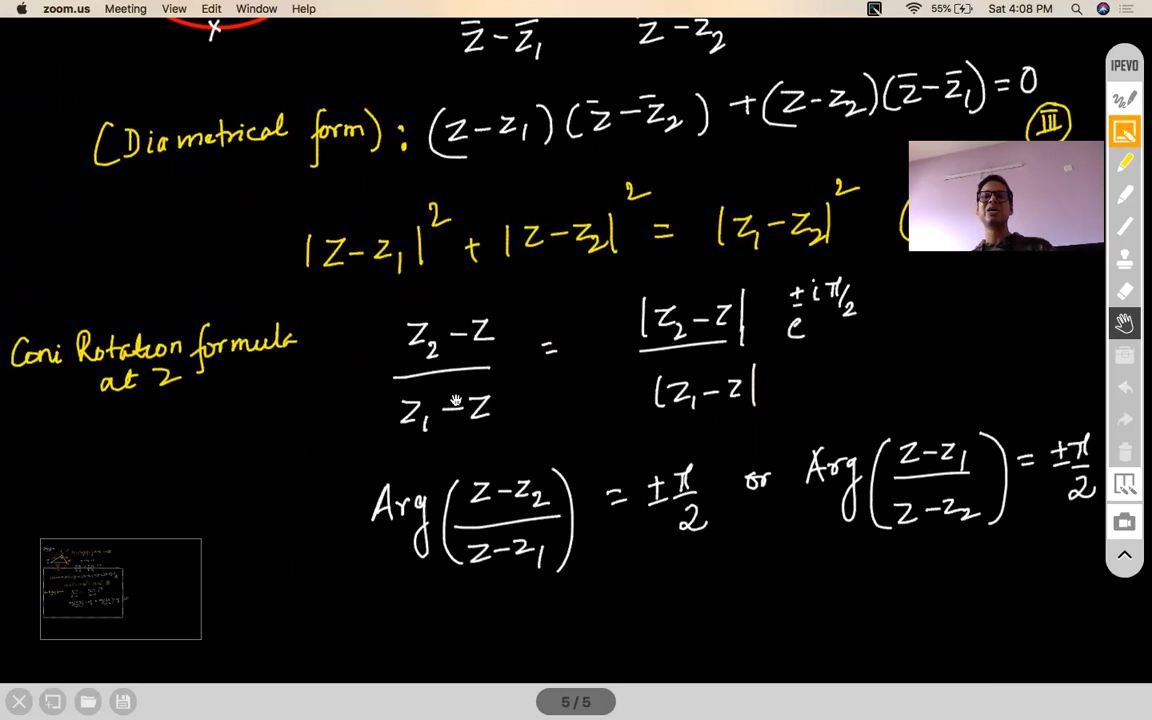 zoom.us Meeting View Edit Window Help 55% Sat 4:08 PM
x
z̄ - z̄₁ z̄ - z̄₂
IPEVO
(Diametrical form) : (z-z₁)(z̄-z̄₂) + (z-z₂)(z̄-z̄₁) = 0
III
|z-z₁|² + |z-z₂|² = |z₁-z₂|² (
Coni Rotation formula
at z
(z₂-z)/(z₁-z) = |z₂-z|/|z₁-z| e^(±iπ/2)
Arg((z-z₂)/(z-z₁)) = ±π/2 or Arg((z-z₁)/(z-z₂)) = ±π/2
5 / 5